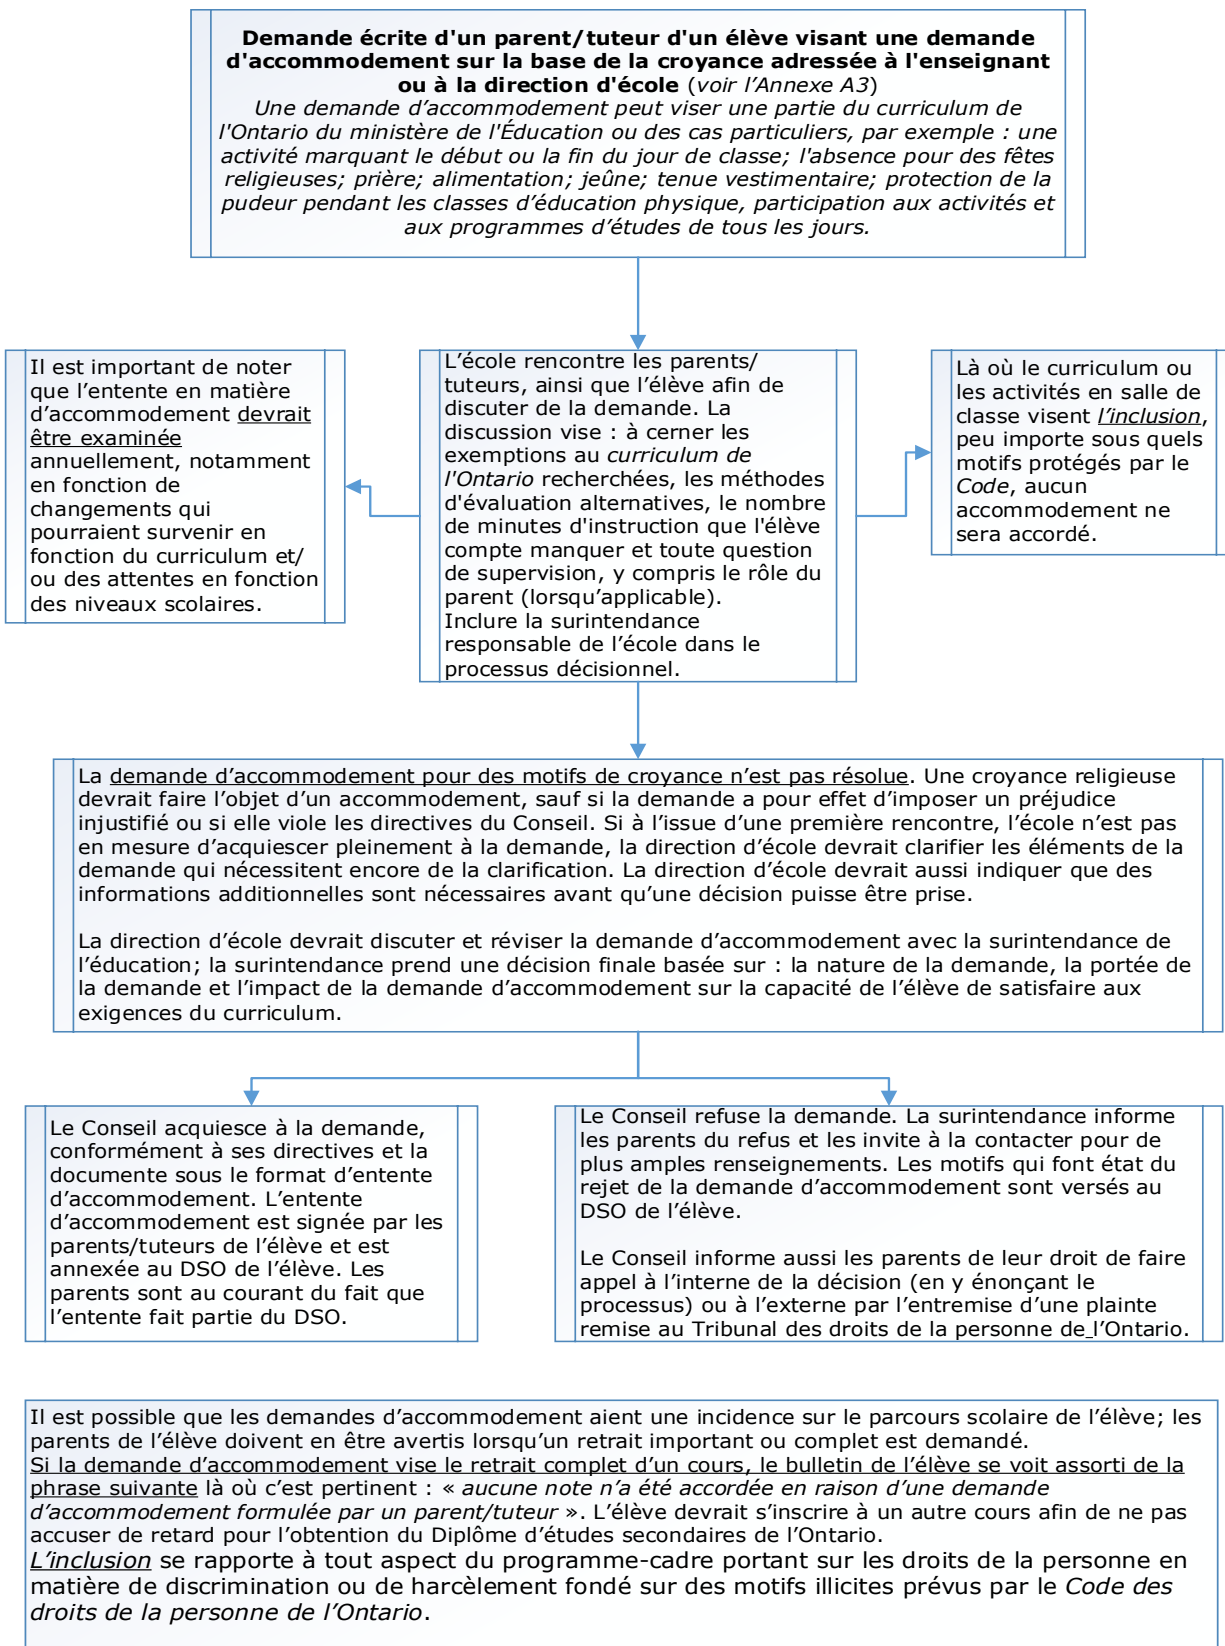 Demande écrite d'un parent/tuteur d'un élève visant une demande
d'accommodement sur la base de la croyance adressée à l'enseignant
ou à la direction d'école (voir l’Annexe A3)
Une demande d’accommodement peut viser une partie du curriculum de
l'Ontario du ministère de l'Éducation ou des cas particuliers, par exemple : une
activité marquant le début ou la fin du jour de classe; l'absence pour des fêtes
religieuses; prière; alimentation; jeûne; tenue vestimentaire; protection de la
pudeur pendant les classes d’éducation physique, participation aux activités et
aux programmes d’études de tous les jours.
Il est important de noter
que l’entente en matière
d’accommodement devrait
être examinée
annuellement, notamment
en fonction de
changements qui
pourraient survenir en
fonction du curriculum et/
ou des attentes en fonction
des niveaux scolaires.
L’école rencontre les parents/
tuteurs, ainsi que l’élève afin de
discuter de la demande. La
discussion vise : à cerner les
exemptions au curriculum de
l'Ontario recherchées, les méthodes
d'évaluation alternatives, le nombre
de minutes d'instruction que l'élève
compte manquer et toute question
de supervision, y compris le rôle du
parent (lorsqu’applicable).
Inclure la surintendance
responsable de l’école dans le
processus décisionnel.
Là où le curriculum ou
les activités en salle de
classe visent l’inclusion,
peu importe sous quels
motifs protégés par le
Code, aucun
accommodement ne
sera accordé.
La demande d’accommodement pour des motifs de croyance n’est pas résolue. Une croyance religieuse
devrait faire l’objet d’un accommodement, sauf si la demande a pour effet d’imposer un préjudice
injustifié ou si elle viole les directives du Conseil. Si à l’issue d’une première rencontre, l’école n’est pas
en mesure d’acquiescer pleinement à la demande, la direction d’école devrait clarifier les éléments de la
demande qui nécessitent encore de la clarification. La direction d’école devrait aussi indiquer que des
informations additionnelles sont nécessaires avant qu’une décision puisse être prise.
La direction d’école devrait discuter et réviser la demande d’accommodement avec la surintendance de
l’éducation; la surintendance prend une décision finale basée sur : la nature de la demande, la portée de
la demande et l’impact de la demande d’accommodement sur la capacité de l’élève de satisfaire aux
exigences du curriculum.
Le Conseil acquiesce à la demande,
conformément à ses directives et la
documente sous le format d’entente
d’accommodement. L’entente
d’accommodement est signée par les
parents/tuteurs de l’élève et est
annexée au DSO de l’élève. Les
parents sont au courant du fait que
l’entente fait partie du DSO.
Le Conseil refuse la demande. La surintendance informe
les parents du refus et les invite à la contacter pour de
plus amples renseignements. Les motifs qui font état du
rejet de la demande d’accommodement sont versés au
DSO de l’élève.
Le Conseil informe aussi les parents de leur droit de faire
appel à l’interne de la décision (en y énonçant le
processus) ou à l’externe par l’entremise d’une plainte
remise au Tribunal des droits de la personne de l’Ontario.
Il est possible que les demandes d’accommodement aient une incidence sur le parcours scolaire de l’élève; les
parents de l’élève doivent en être avertis lorsqu’un retrait important ou complet est demandé.
Si la demande d’accommodement vise le retrait complet d’un cours, le bulletin de l’élève se voit assorti de la
phrase suivante là où c’est pertinent : « aucune note n’a été accordée en raison d’une demande
d’accommodement formulée par un parent/tuteur ». L’élève devrait s’inscrire à un autre cours afin de ne pas
accuser de retard pour l’obtention du Diplôme d’études secondaires de l’Ontario.
L’inclusion se rapporte à tout aspect du programme-cadre portant sur les droits de la personne en
matière de discrimination ou de harcèlement fondé sur des motifs illicites prévus par le Code des
droits de la personne de l’Ontario.